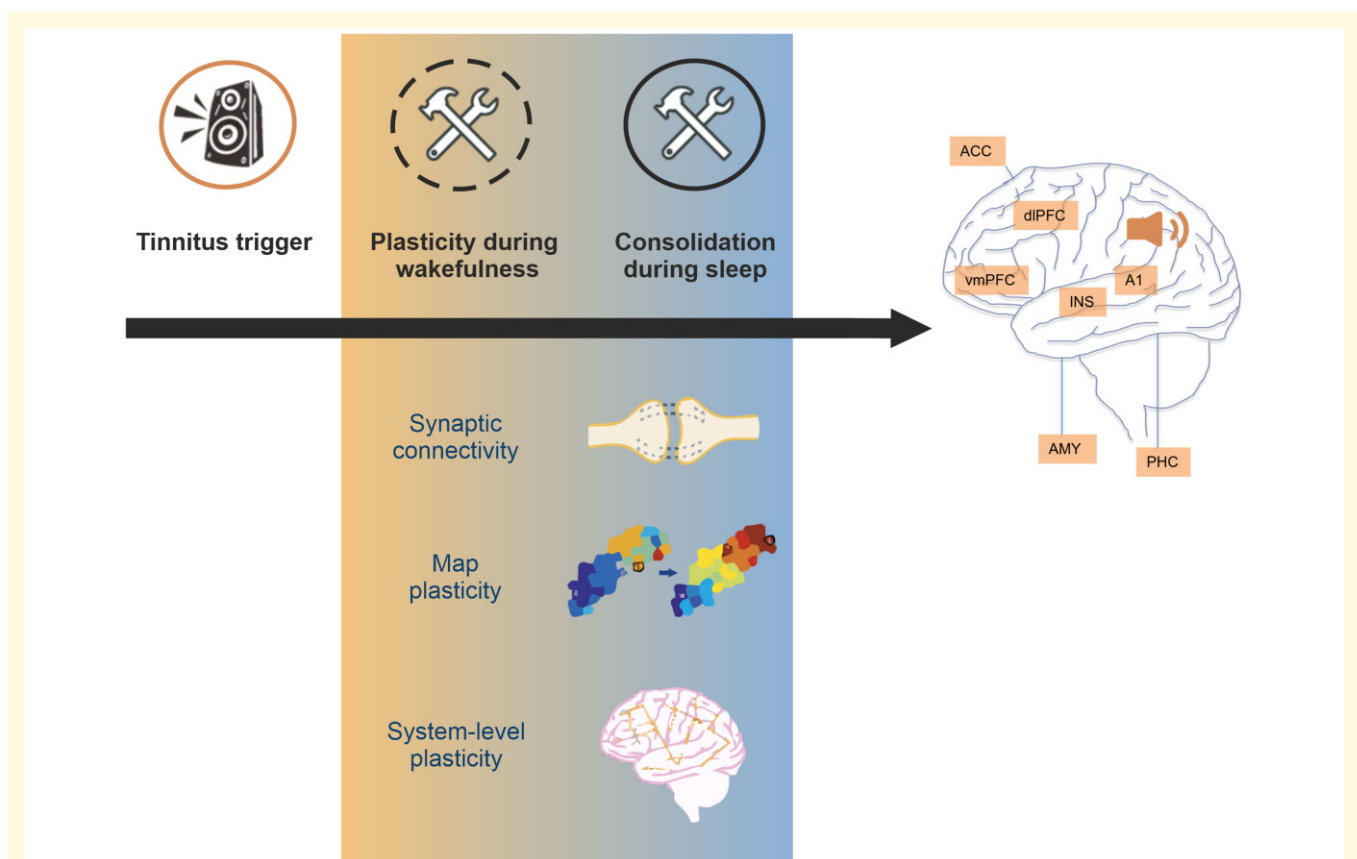 Tinnitus trigger
Plasticity during
wakefulness
Consolidation
during sleep
ACC
dlPFC
vmPFC
INS
A1
AMY
PHC
Synaptic
connectivity
Map
plasticity
System-level
plasticity